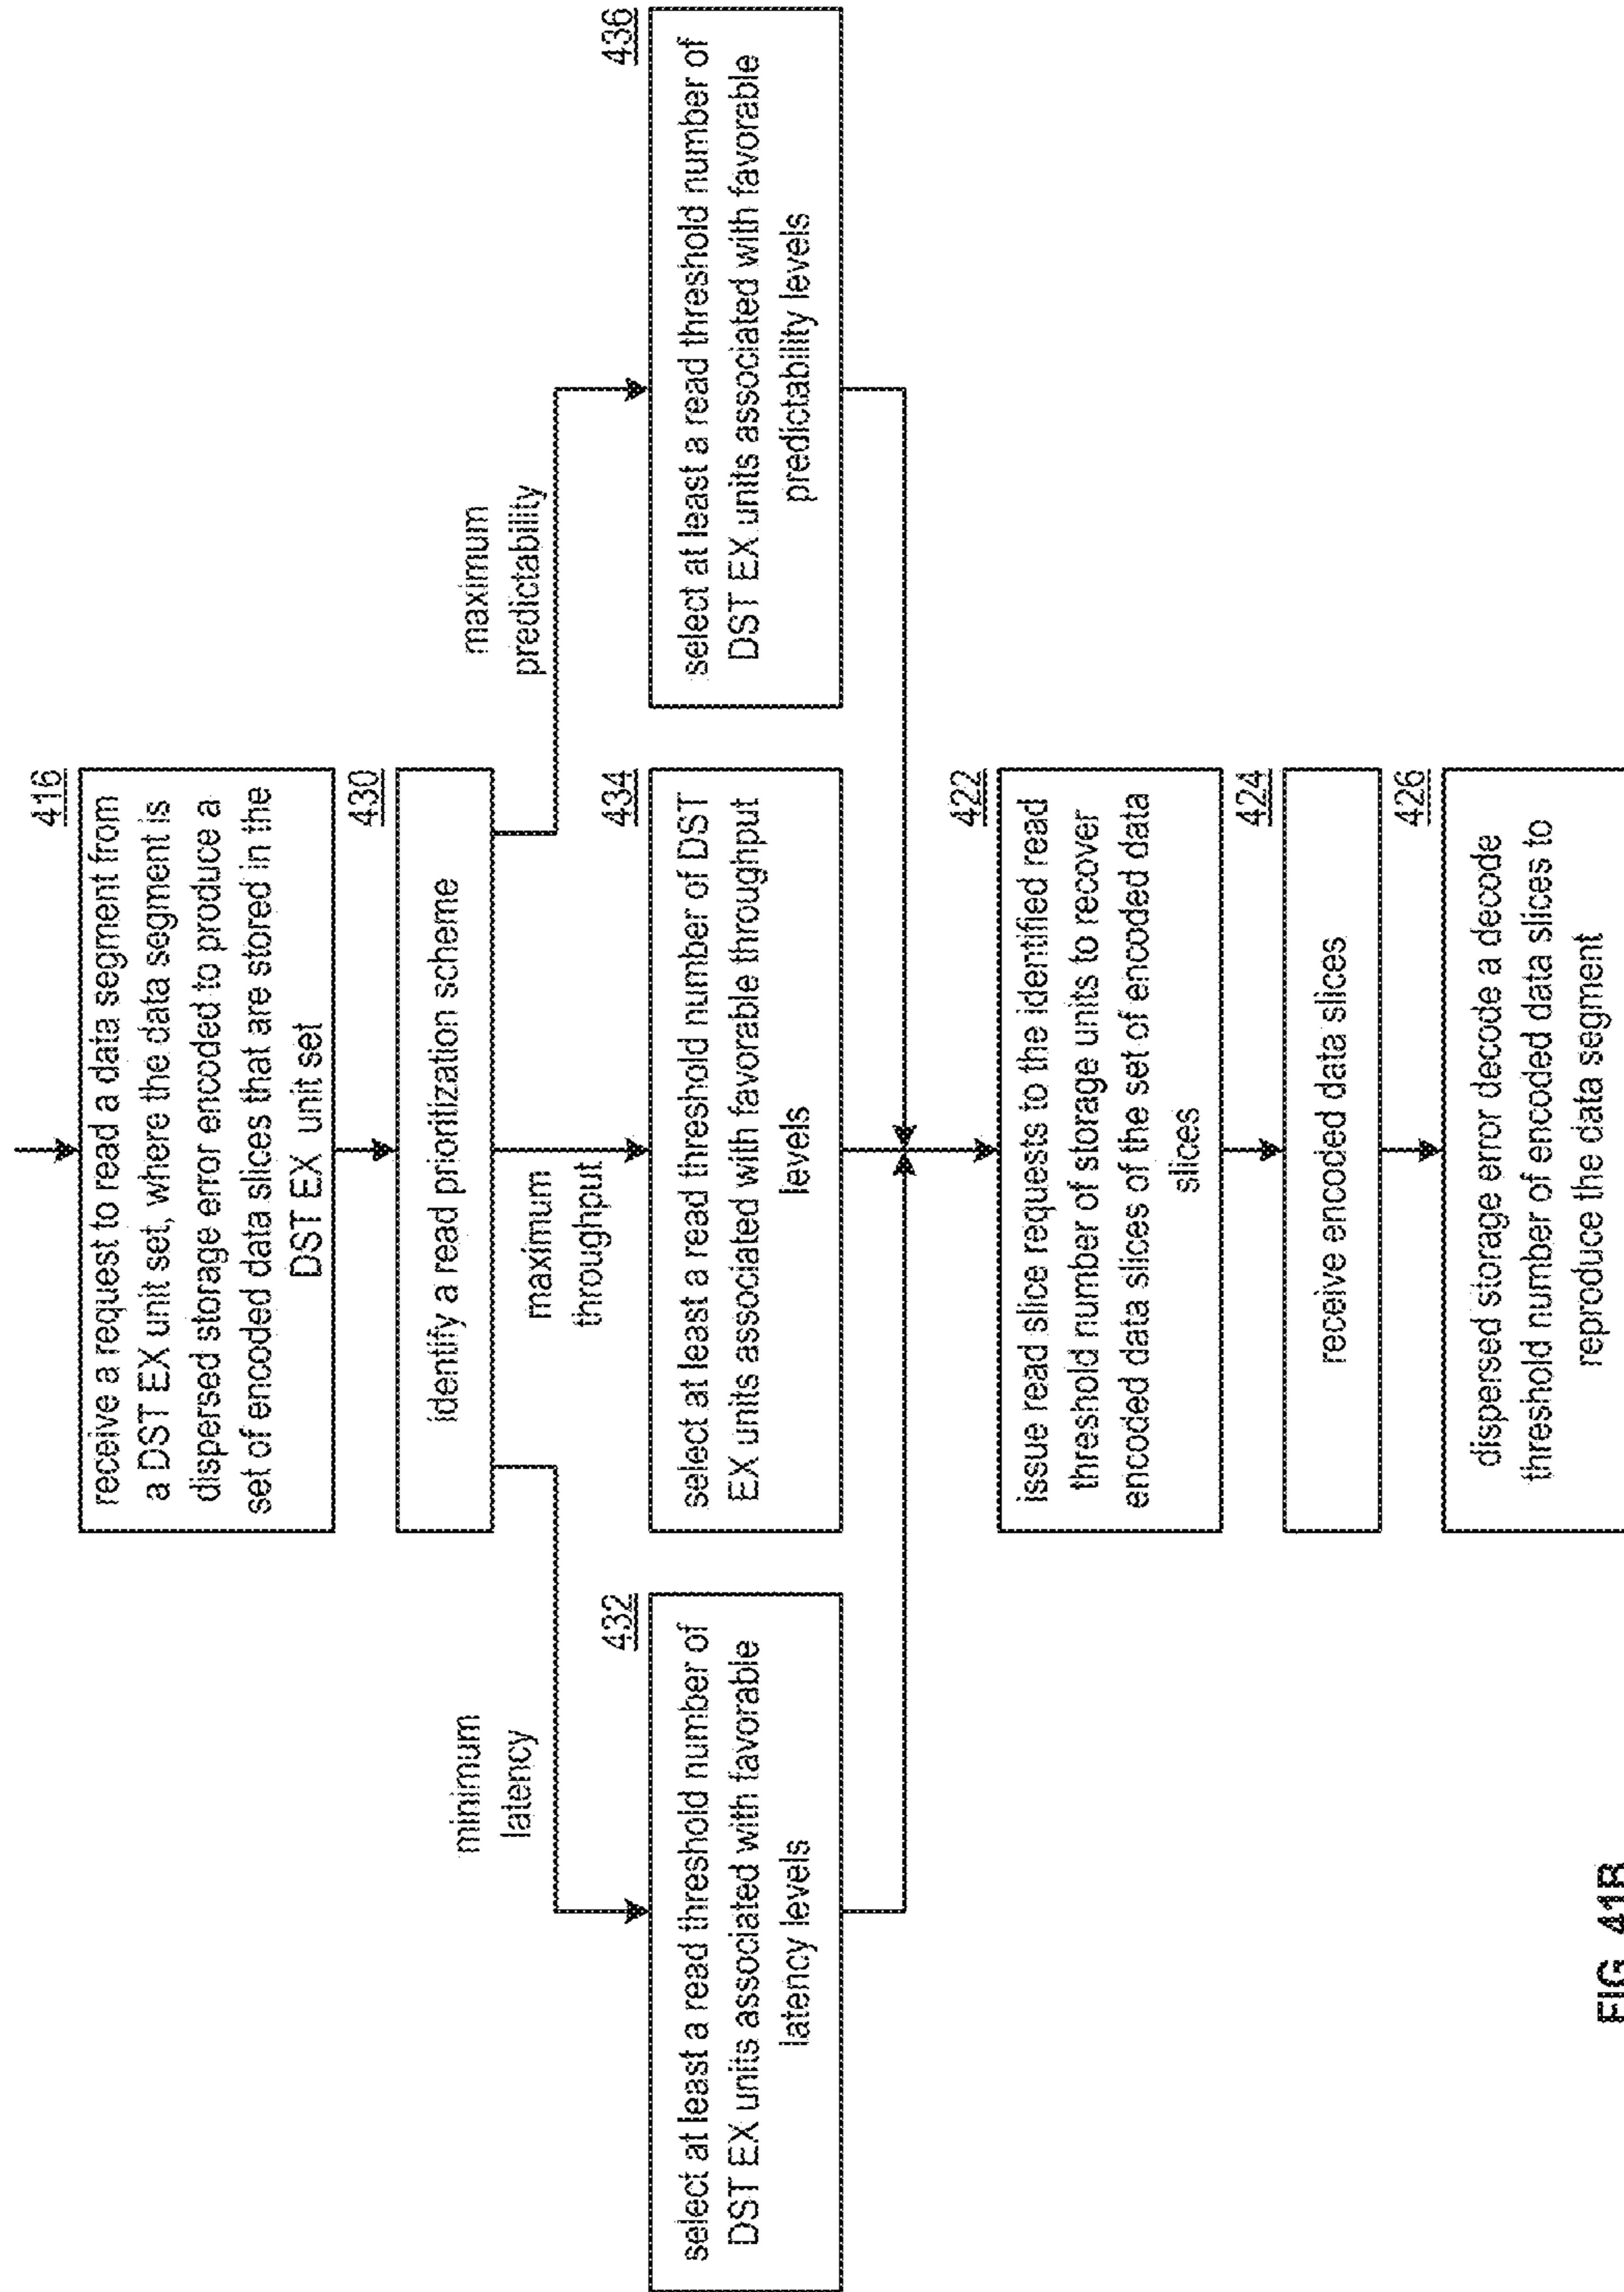 416
receive a request to read a data segment from
a DST EX unit set, where the data segment is
dispersed storage error encoded to produce a
set of encoded data slices that are stored in the
DST EX unit set
430
identify a read prioritization scheme
minimum
latency
maximum
throughput
maximum
predictability
432
select at least a read threshold number of
DST EX units associated with favorable
latency levels
434
select at least a read threshold number of DST
EX units associated with favorable throughput
levels
436
select at least a read threshold number of
DST EX units associated with favorable
predictability levels
422
issue read slice requests to the identified read
threshold number of storage units to recover
encoded data slices of the set of encoded data
slices
424
receive encoded data slices
426
dispersed storage error decode a decode
threshold number of encoded data slices to
reproduce the data segment
FIG. 41B